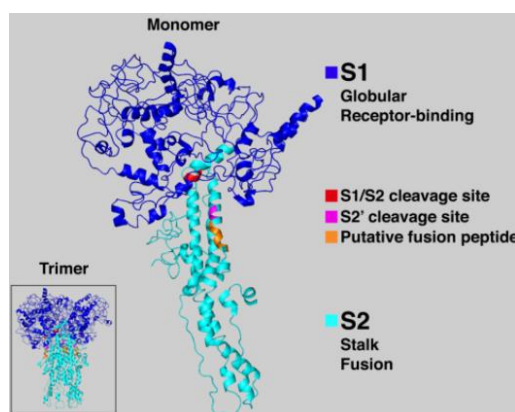 Monomer
S1
Globular
Receptor-binding
S1/S2 cleavage site
S2' cleavage site
Putative fusion peptide
Trimer
S2
Stalk
Fusion